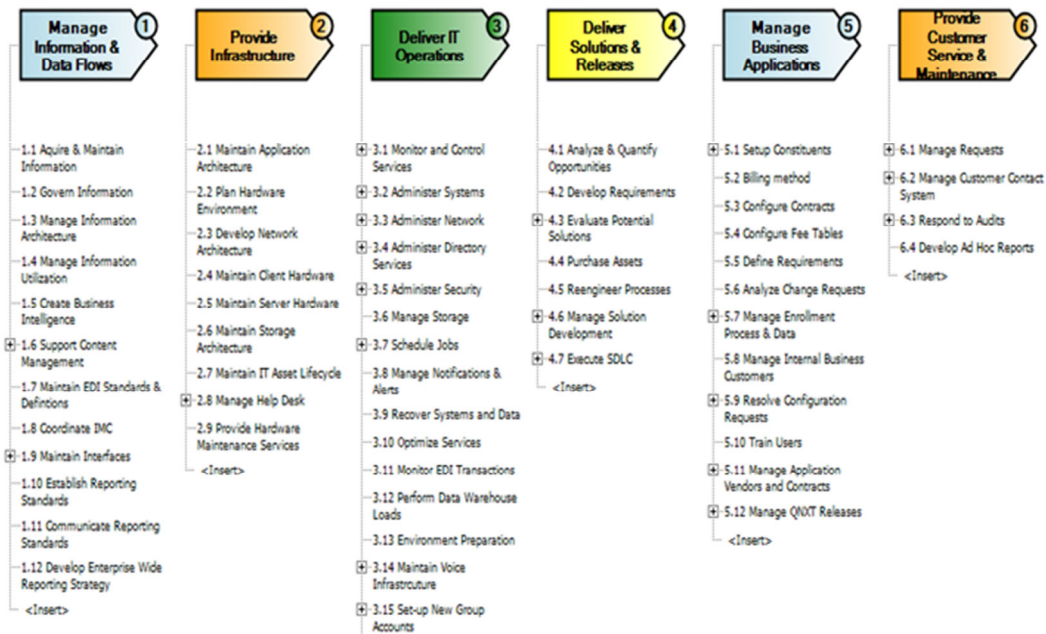 Manage
Information &
Data Flows
1
1.1 Aquire & Maintain
Information
1.2 Govern Information
1.3 Manage Information
Architecture
1.4 Manage Information
Utilization
1.5 Create Business
Intelligence
1.6 Support Content
Management
1.7 Maintain EDI Standards &
Defintions
1.8 Coordinate IMC
1.9 Maintain Interfaces
1.10 Establish Reporting
Standards
1.11 Communicate Reporting
Standards
1.12 Develop Enterprise Wide
Reporting Strategy
<Insert>
Provide
Infrastructure
2
2.1 Maintain Application
Architecture
2.2 Plan Hardware
Environment
2.3 Develop Network
Architecture
2.4 Maintain Client Hardware
2.5 Maintain Server Hardware
2.6 Maintain Storage
Architecture
2.7 Maintain IT Asset Lifecycle
2.8 Manage Help Desk
2.9 Provide Hardware
Maintenance Services
<Insert>
Deliver IT
Operations
3
3.1 Monitor and Control
Services
3.2 Administer Systems
3.3 Administer Network
3.4 Administer Directory
Services
3.5 Administer Security
3.6 Manage Storage
3.7 Schedule Jobs
3.8 Manage Notifications &
Alerts
3.9 Recover Systems and Data
3.10 Optimize Services
3.11 Monitor EDI Transactions
3.12 Perform Data Warehouse
Loads
3.13 Environment Preparation
3.14 Maintain Voice
Infrastrcuture
3.15 Set-up New Group
Accounts
Deliver
Solutions &
Releases
4
4.1 Analyze & Quantify
Opportunities
4.2 Develop Requirements
4.3 Evaluate Potential
Solutions
4.4 Purchase Assets
4.5 Reengineer Processes
4.6 Manage Solution
Development
4.7 Execute SDLC
<Insert>
Manage
Business
Applications
5
5.1 Setup Constituents
5.2 Billing method
5.3 Configure Contracts
5.4 Configure Fee Tables
5.5 Define Requirements
5.6 Analyze Change Requests
5.7 Manage Enrollment
Process & Data
5.8 Manage Internal Business
Customers
5.9 Resolve Configuration
Requests
5.10 Train Users
5.11 Manage Application
Vendors and Contracts
5.12 Manage QNXT Releases
<Insert>
Provide
Customer
Service &
Maintenance
6
6.1 Manage Requests
6.2 Manage Customer Contact
System
6.3 Respond to Audits
6.4 Develop Ad Hoc Reports
<Insert>